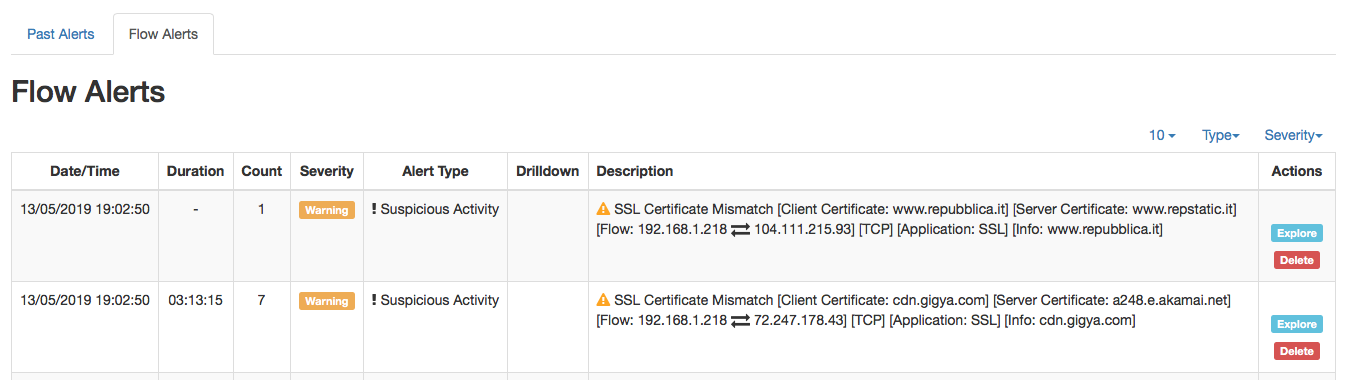 Past Alerts Flow Alerts
Flow Alerts
10 Type Severity
Date/Time Duration Count Severity Alert Type Drilldown Description Actions
13/05/2019 19:02:50 - 1 Warning ! Suspicious Activity SSL Certificate Mismatch [Client Certificate: www.repubblica.it] [Server Certificate: www.repstatic.it]
[Flow: 192.168.1.218 ⇄ 104.111.215.93] [TCP] [Application: SSL] [Info: www.repubblica.it]
Explore
Delete
13/05/2019 19:02:50 03:13:15 7 Warning ! Suspicious Activity SSL Certificate Mismatch [Client Certificate: cdn.gigya.com] [Server Certificate: a248.e.akamai.net]
[Flow: 192.168.1.218 ⇄ 72.247.178.43] [TCP] [Application: SSL] [Info: cdn.gigya.com]
Explore
Delete